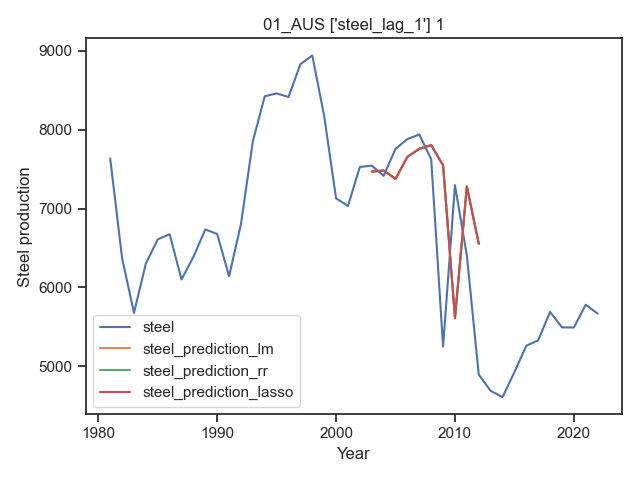 01_AUS ['steel_lag_1'] 1
Steel production
9000
8000
7000
6000
5000
steel
steel_prediction_lm
steel_prediction_rr
steel_prediction_lasso
1980
1990
2000
2010
2020
Year